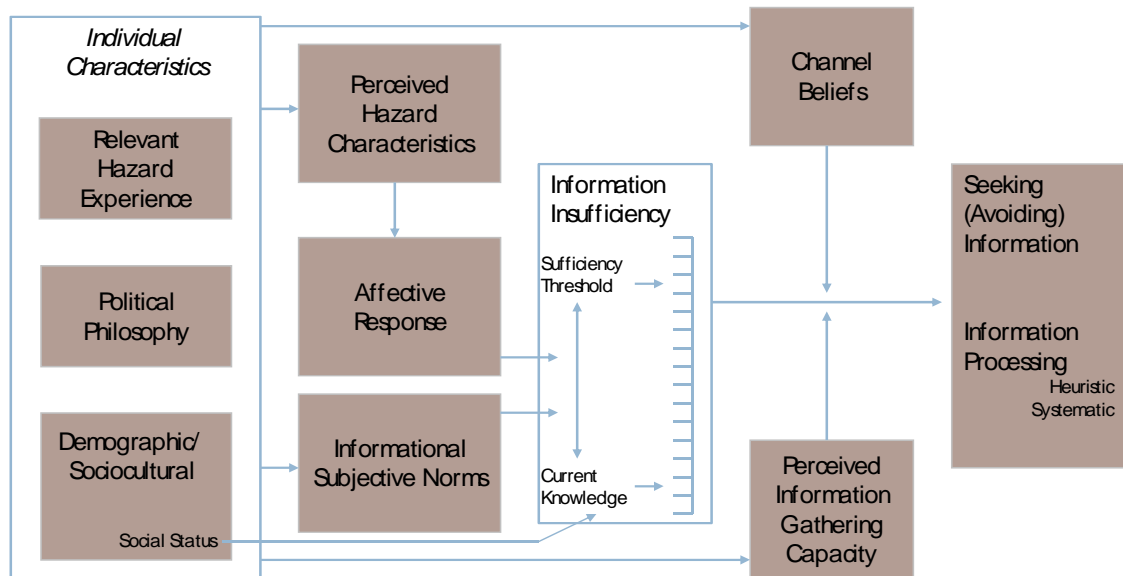 Individual
Characteristics
Relevant
Hazard
Experience
Political
Philosophy
Demographic/
Sociocultural
Social Status
Perceived
Hazard
Characteristics
Affective
Response
Informational
Subjective Norms
Information
Insufficiency
Sufficiency
Threshold
Current
Knowledge
Channel
Beliefs
Perceived
Information
Gathering
Capacity
Seeking
(Avoiding)
Information
Information
Processing
Heuristic
Systematic